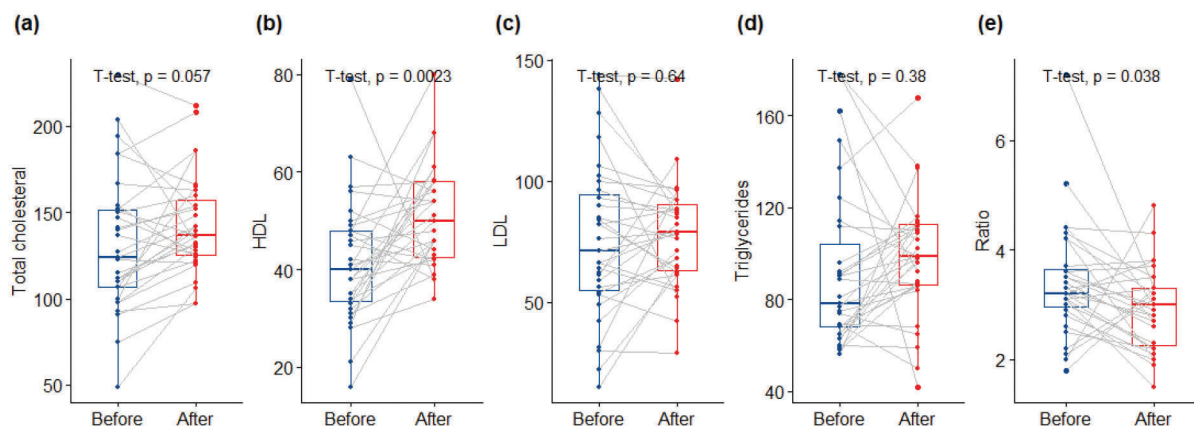 (a)
T-test, p = 0.057
Total cholesteral
200
150
100
50
Before After
(b)
T-test, p = 0.0023
HDL
80
60
40
20
Before After
(c)
T-test, p = 0.64
LDL
150
100
50
Before After
(d)
T-test, p = 0.38
Triglycerides
160
120
80
40
Before After
(e)
T-test, p = 0.038
Ratio
6
4
2
Before After